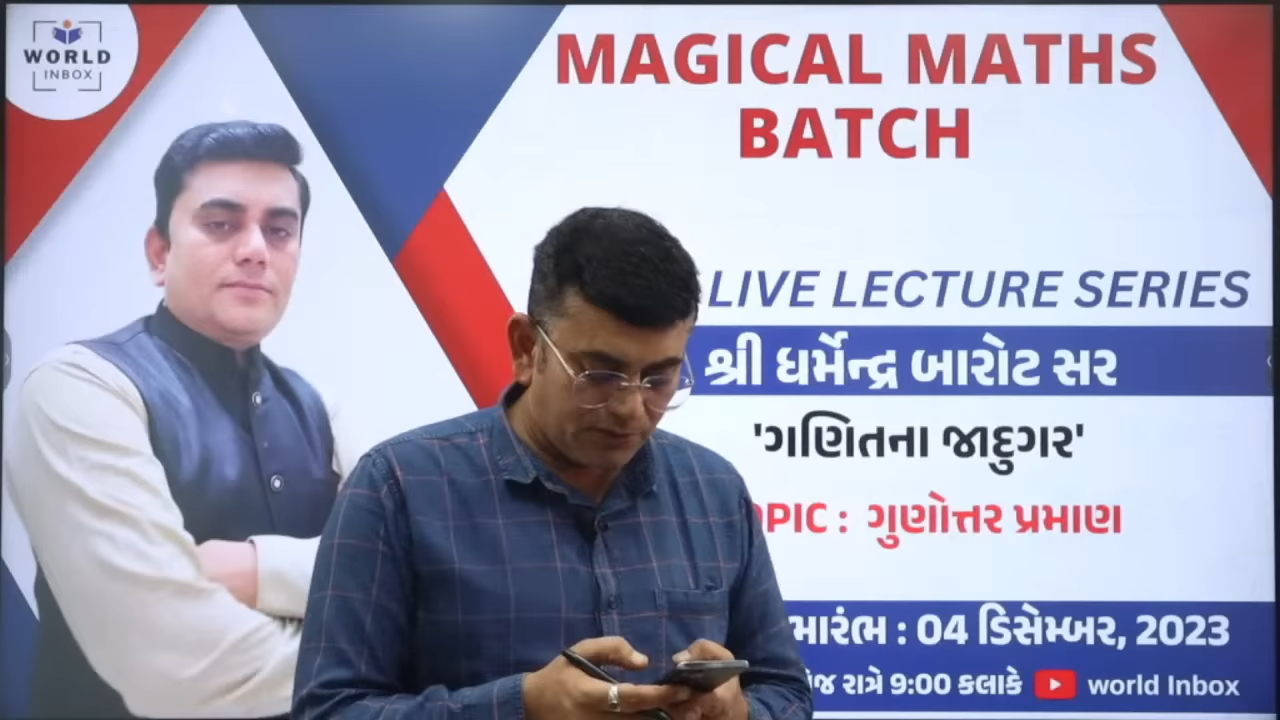 WORLD
INBOX
MAGICAL MATHS
BATCH
LIVE LECTURE SERIES
શ્રી ધર્મેન્દ્ર બારોટ સર
'ગણિતના જાદુગર'
: ગુણોત્તર પ્રમાણ
: 04 ડિસેમ્બર, 2023
રાત્રે 9:00 કલાકે world Inbox